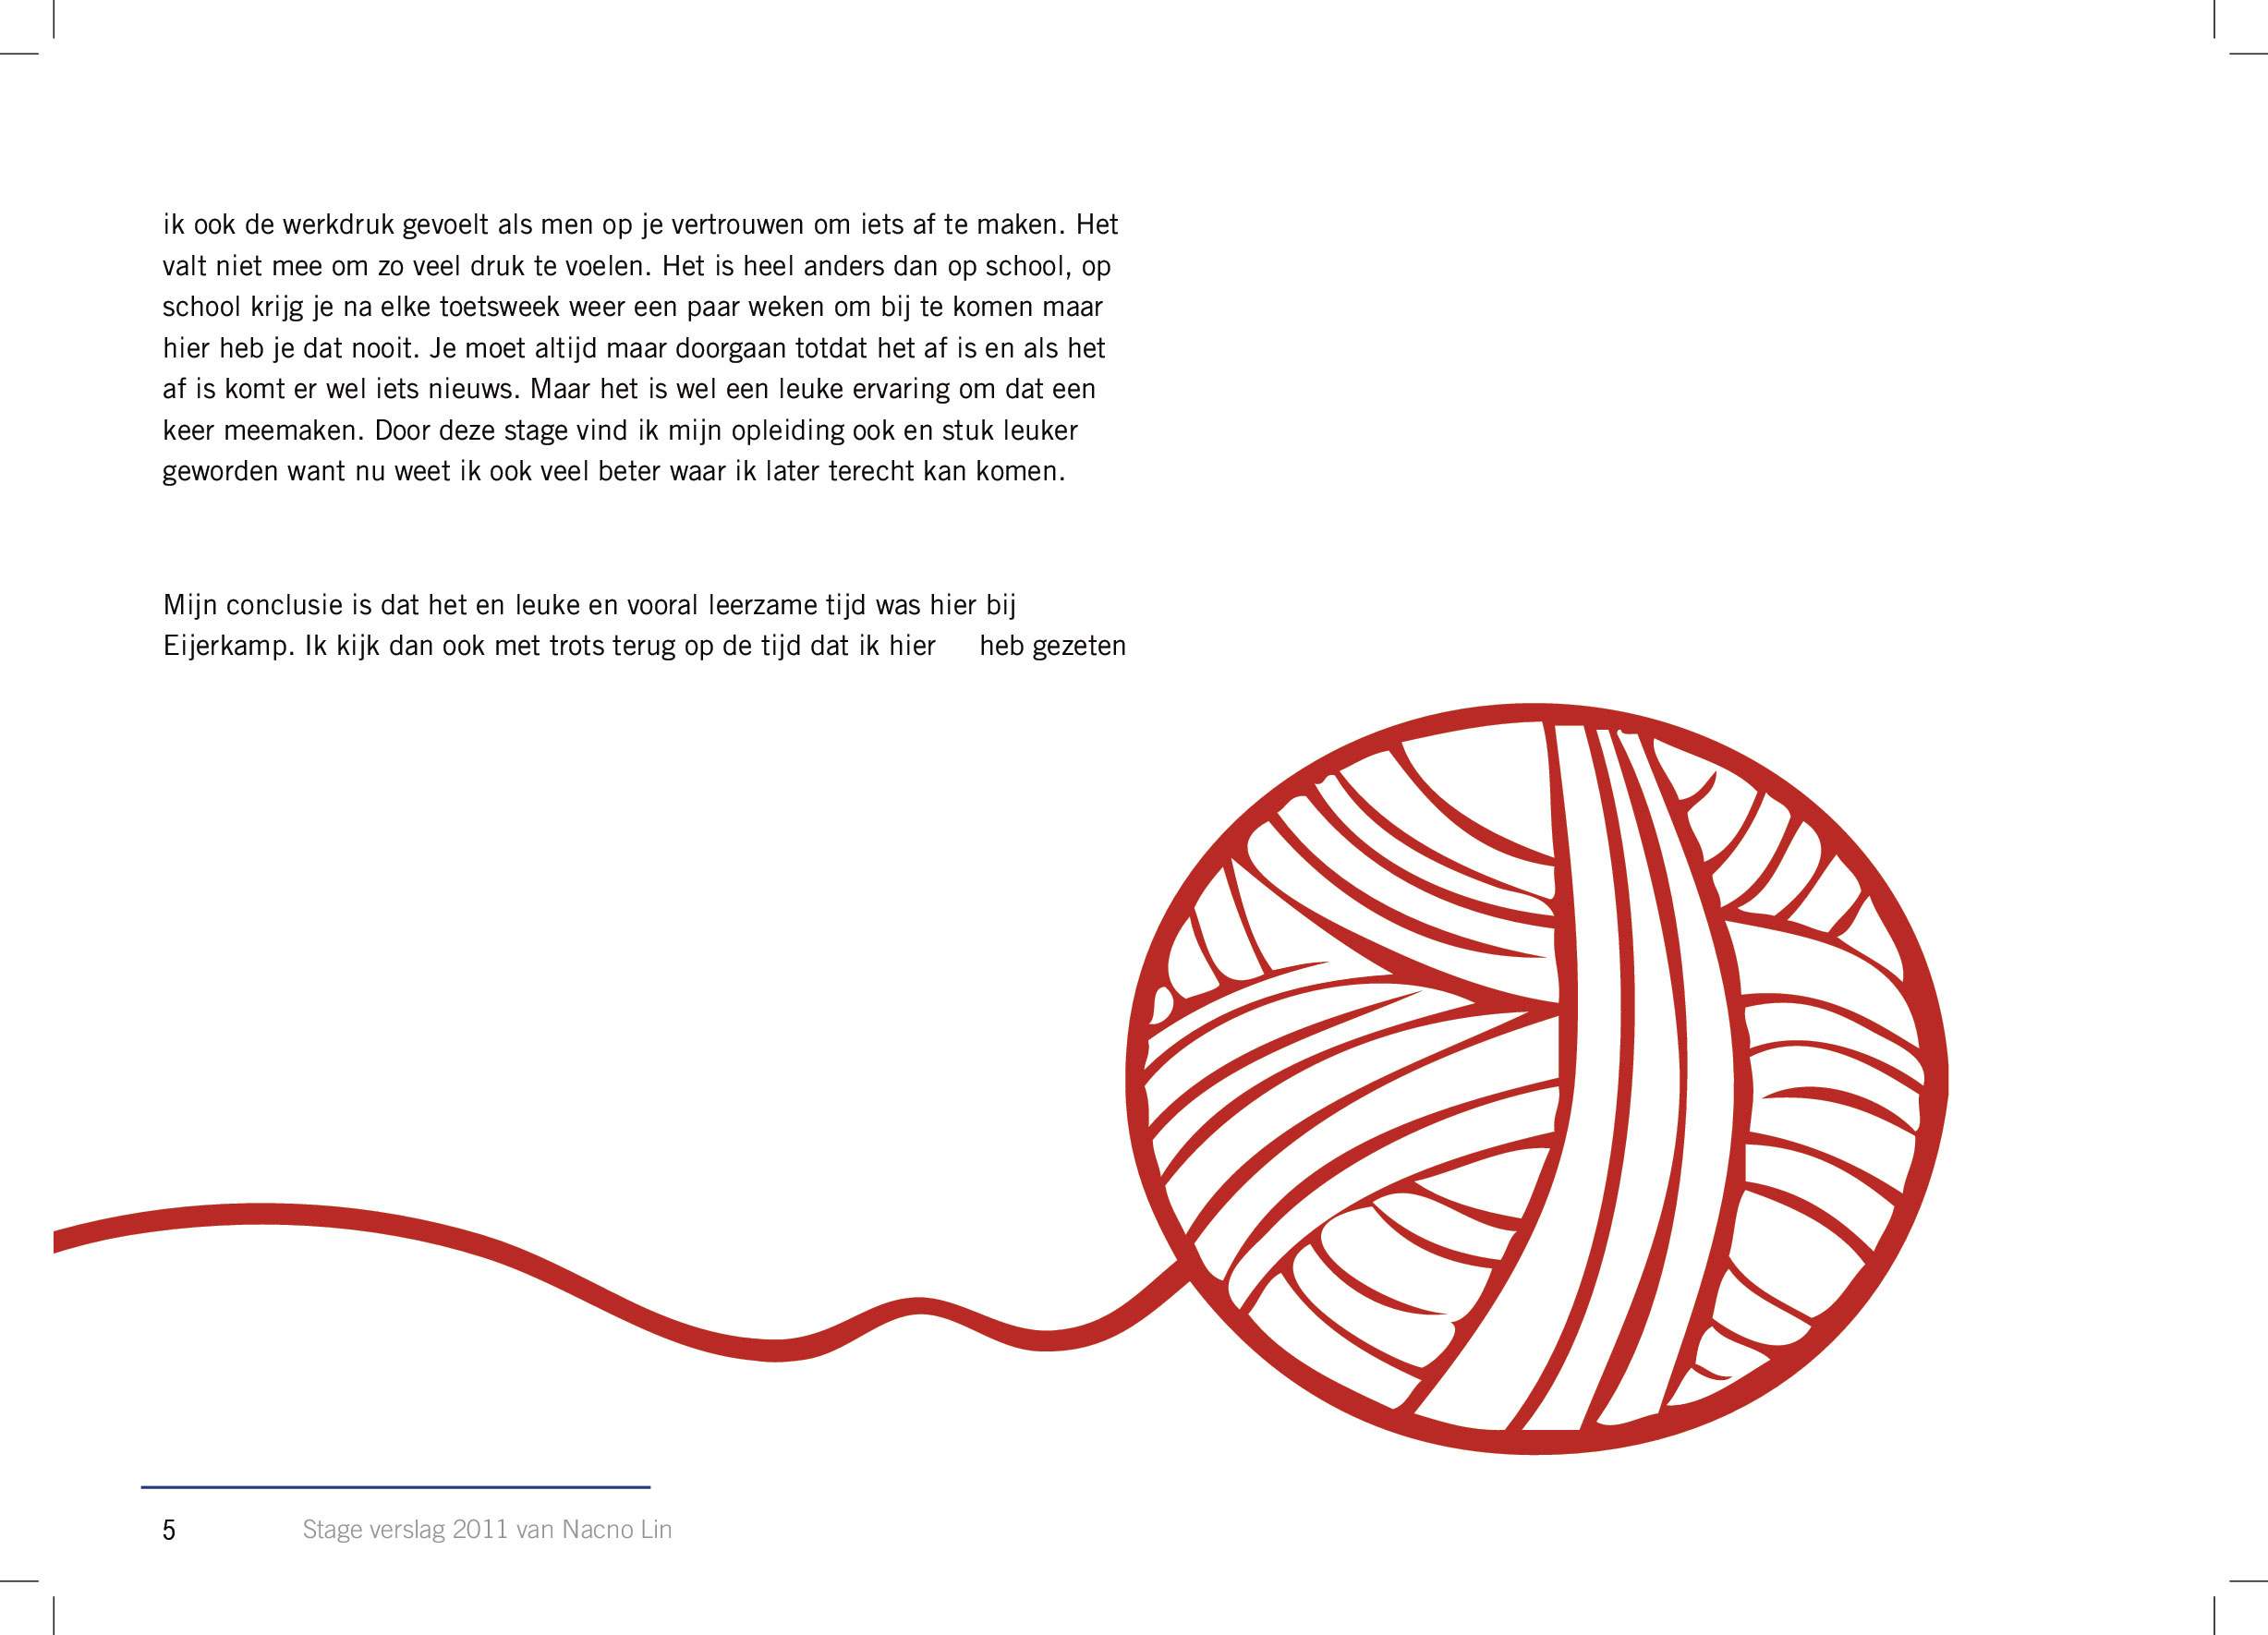 ik ook de werkdruk gevoelt als men op je vertrouwen om iets af te maken. Het
valt niet mee om zo veel druk te voelen. Het is heel anders dan op school, op
school krijg je na elke toetsweek weer een paar weken om bij te komen maar
hier heb je dat nooit. Je moet altijd maar doorgaan totdat het af is en als het
af is komt er wel iets nieuws. Maar het is wel een leuke ervaring om dat een
keer meemaken. Door deze stage vind ik mijn opleiding ook en stuk leuker
geworden want nu weet ik ook veel beter waar ik later terecht kan komen.
Mijn conclusie is dat het en leuke en vooral leerzame tijd was hier bij
Eijerkamp. Ik kijk dan ook met trots terug op de tijd dat ik hier heb gezeten
5 Stage verslag 2011 van Nacno Lin